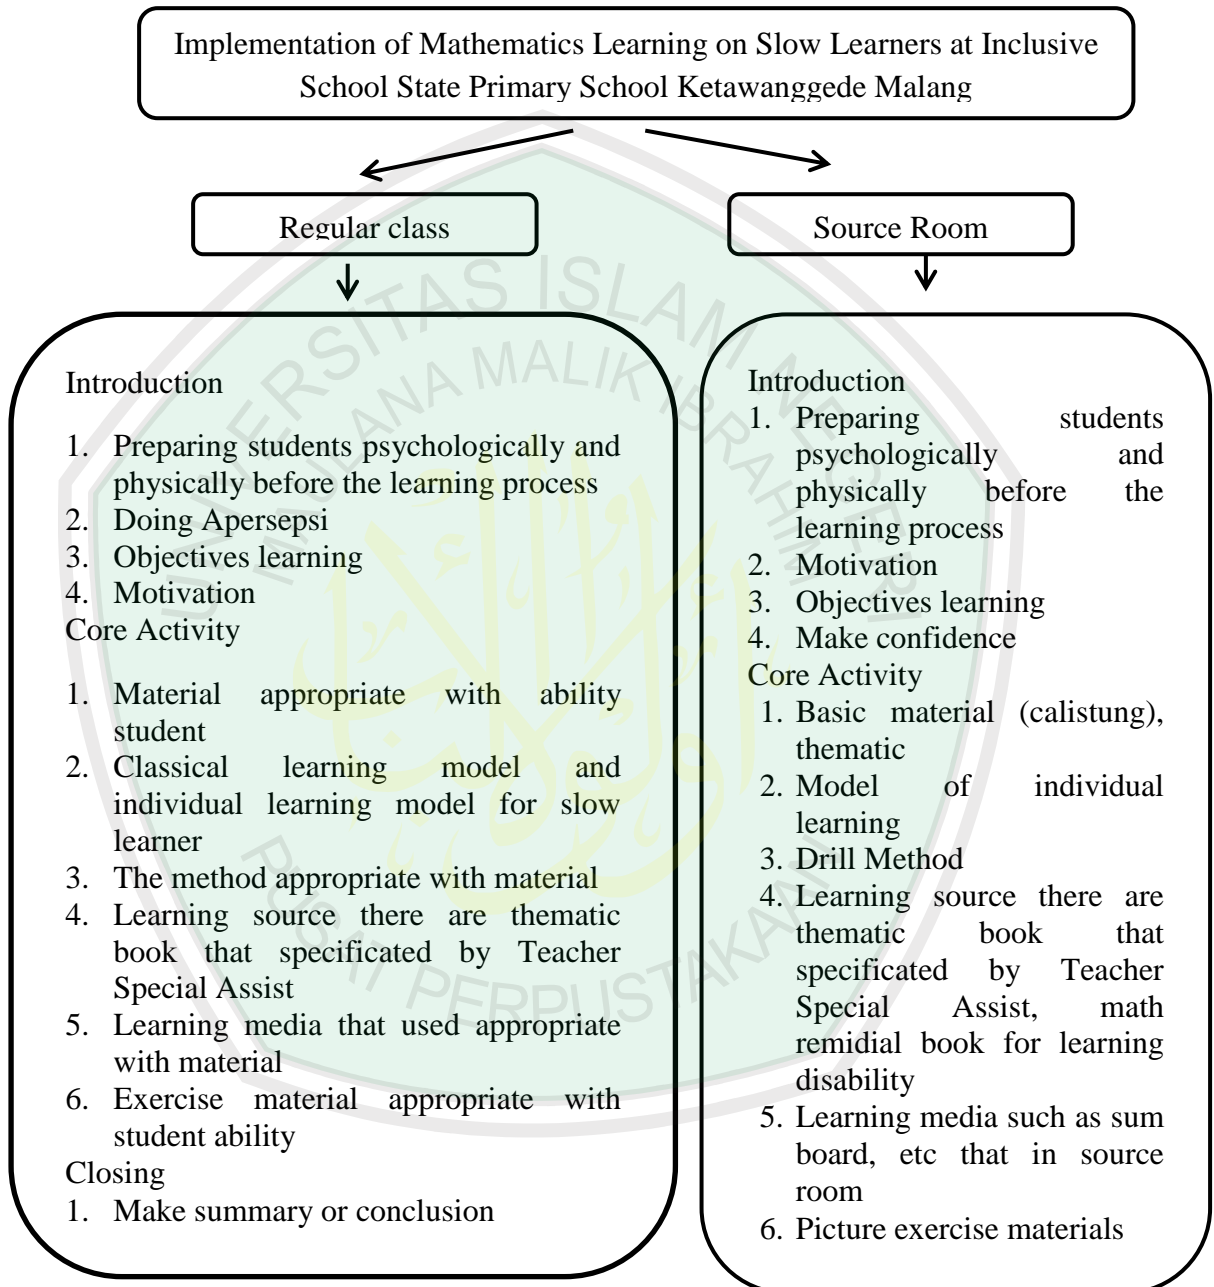 Implementation of Mathematics Learning on Slow Learners at Inclusive
School State Primary School Ketawanggede Malang
Regular class
Source Room
Introduction
1. Preparing students psychologically and
physically before the learning process
2. Doing Apersepsi
3. Objectives learning
4. Motivation
Core Activity
1. Material appropriate with ability
student
2. Classical learning model and
individual learning model for slow
learner
3. The method appropriate with material
4. Learning source there are thematic
book that specificated by Teacher
Special Assist
5. Learning media that used appropriate
with material
6. Exercise material appropriate with
student ability
Closing
1. Make summary or conclusion
Introduction
1. Preparing students
psychologically and
physically before the
learning process
2. Motivation
3. Objectives learning
4. Make confidence
Core Activity
1. Basic material (calistung),
thematic
2. Model of individual
learning
3. Drill Method
4. Learning source there are
thematic book that
specificated by Teacher
Special Assist, math
remidial book for learning
disability
5. Learning media such as sum
board, etc that in source
room
6. Picture exercise materials
UNIVERSITAS ISLAM NEGERI
MAULANA MALIK IBRAHIM
PUSAT PERPUSTAKAAN